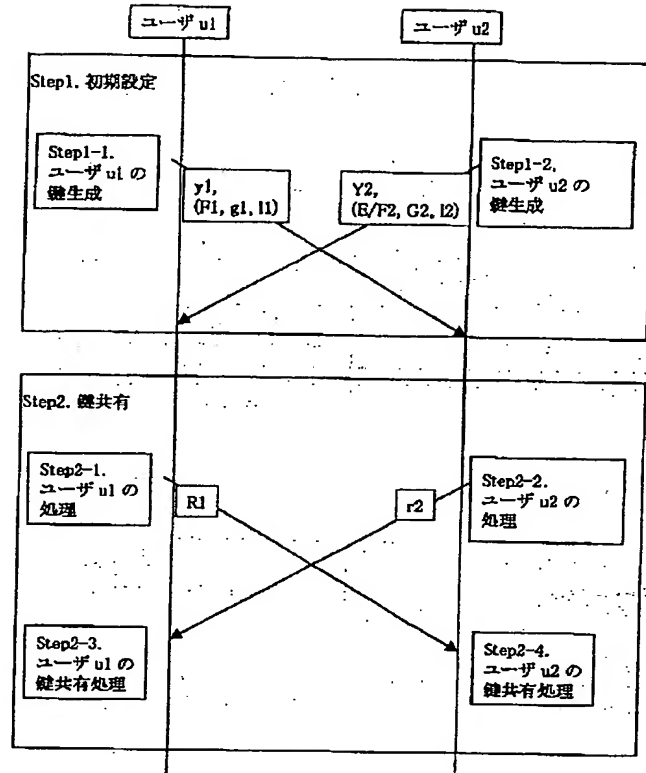 ユーザ u1
ユーザ u2
Step1. 初期設定
Step1-1.
ユーザ u1 の
鍵生成
y1,
(F1, g1, l1)
Y2,
(E/F2, G2, l2)
Step1-2.
ユーザ u2 の
鍵生成
Step2. 鍵共有
Step2-1.
ユーザ u1 の
処理
R1
r2
Step2-2.
ユーザ u2 の
処理
Step2-3.
ユーザ u1 の
鍵共有処理
Step2-4.
ユーザ u2 の
鍵共有処理